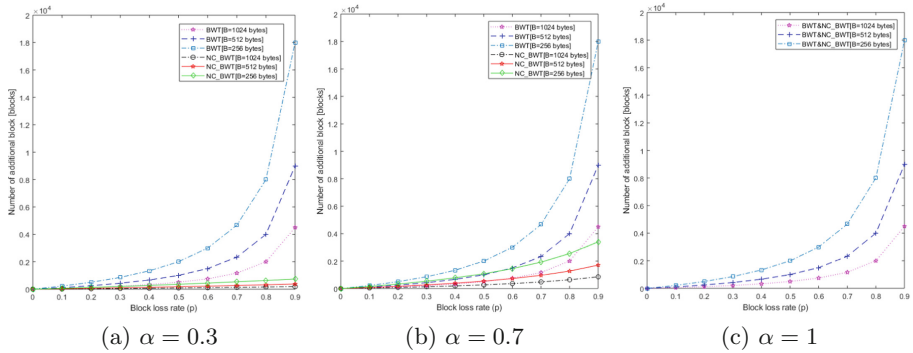 ×10⁴
2
1.8
1.6
1.4
1.2
1
0.8
0.6
0.4
0.2
0
Number of additional block [blocks]
BWT[B=1024 bytes]
BWT[B=512 bytes]
BWT[B=256 bytes]
NC_BWT[B=1024 bytes]
NC_BWT[B=512 bytes]
NC_BWT[B=256 bytes]
0 0.1 0.2 0.3 0.4 0.5 0.6 0.7 0.8 0.9
Block loss rate (p)
(a) α = 0.3
×10⁴
2
1.8
1.6
1.4
1.2
1
0.8
0.6
0.4
0.2
0
Number of additional block [blocks]
BWT[B=1024 bytes]
BWT[B=512 bytes]
BWT[B=256 bytes]
NC_BWT[B=1024 bytes]
NC_BWT[B=512 bytes]
NC_BWT[B=256 bytes]
0 0.1 0.2 0.3 0.4 0.5 0.6 0.7 0.8 0.9
Block loss rate (p)
(b) α = 0.7
×10⁴
2
1.8
1.6
1.4
1.2
1
0.8
0.6
0.4
0.2
0
Number of additional block [blocks]
BWT&NC_BWT[B=1024 bytes]
BWT&NC_BWT[B=512 bytes]
BWT&NC_BWT[B=256 bytes]
0 0.1 0.2 0.3 0.4 0.5 0.6 0.7 0.8 0.9
Block loss rate (p)
(c) α = 1